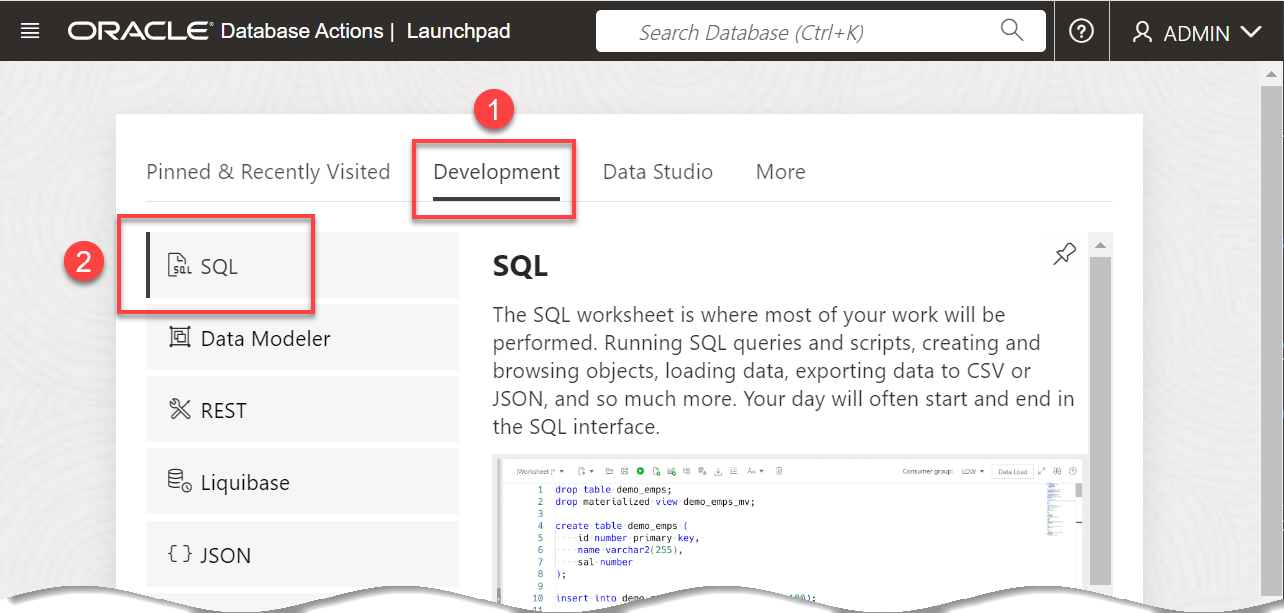 ORACLE Database Actions | Launchpad
Search Database (Ctrl+K)
ADMIN
1
Pinned & Recently Visited
Development
Data Studio
More
2
SQL
Data Modeler
REST
Liquibase
{ } JSON
SQL
The SQL worksheet is where most of your work will be
performed. Running SQL queries and scripts, creating and
browsing objects, loading data, exporting data to CSV or
JSON, and so much more. Your day will often start and end in
the SQL interface.
[Worksheet]*
Aa
Consumer group: LOW
Data Load
1 drop table demo_emps;
2 drop materialized view demo_emps_mv;
3
4 create table demo_emps (
5 id number primary key,
6 name varchar2(255),
7 sal number
8 );
9
10 insert into